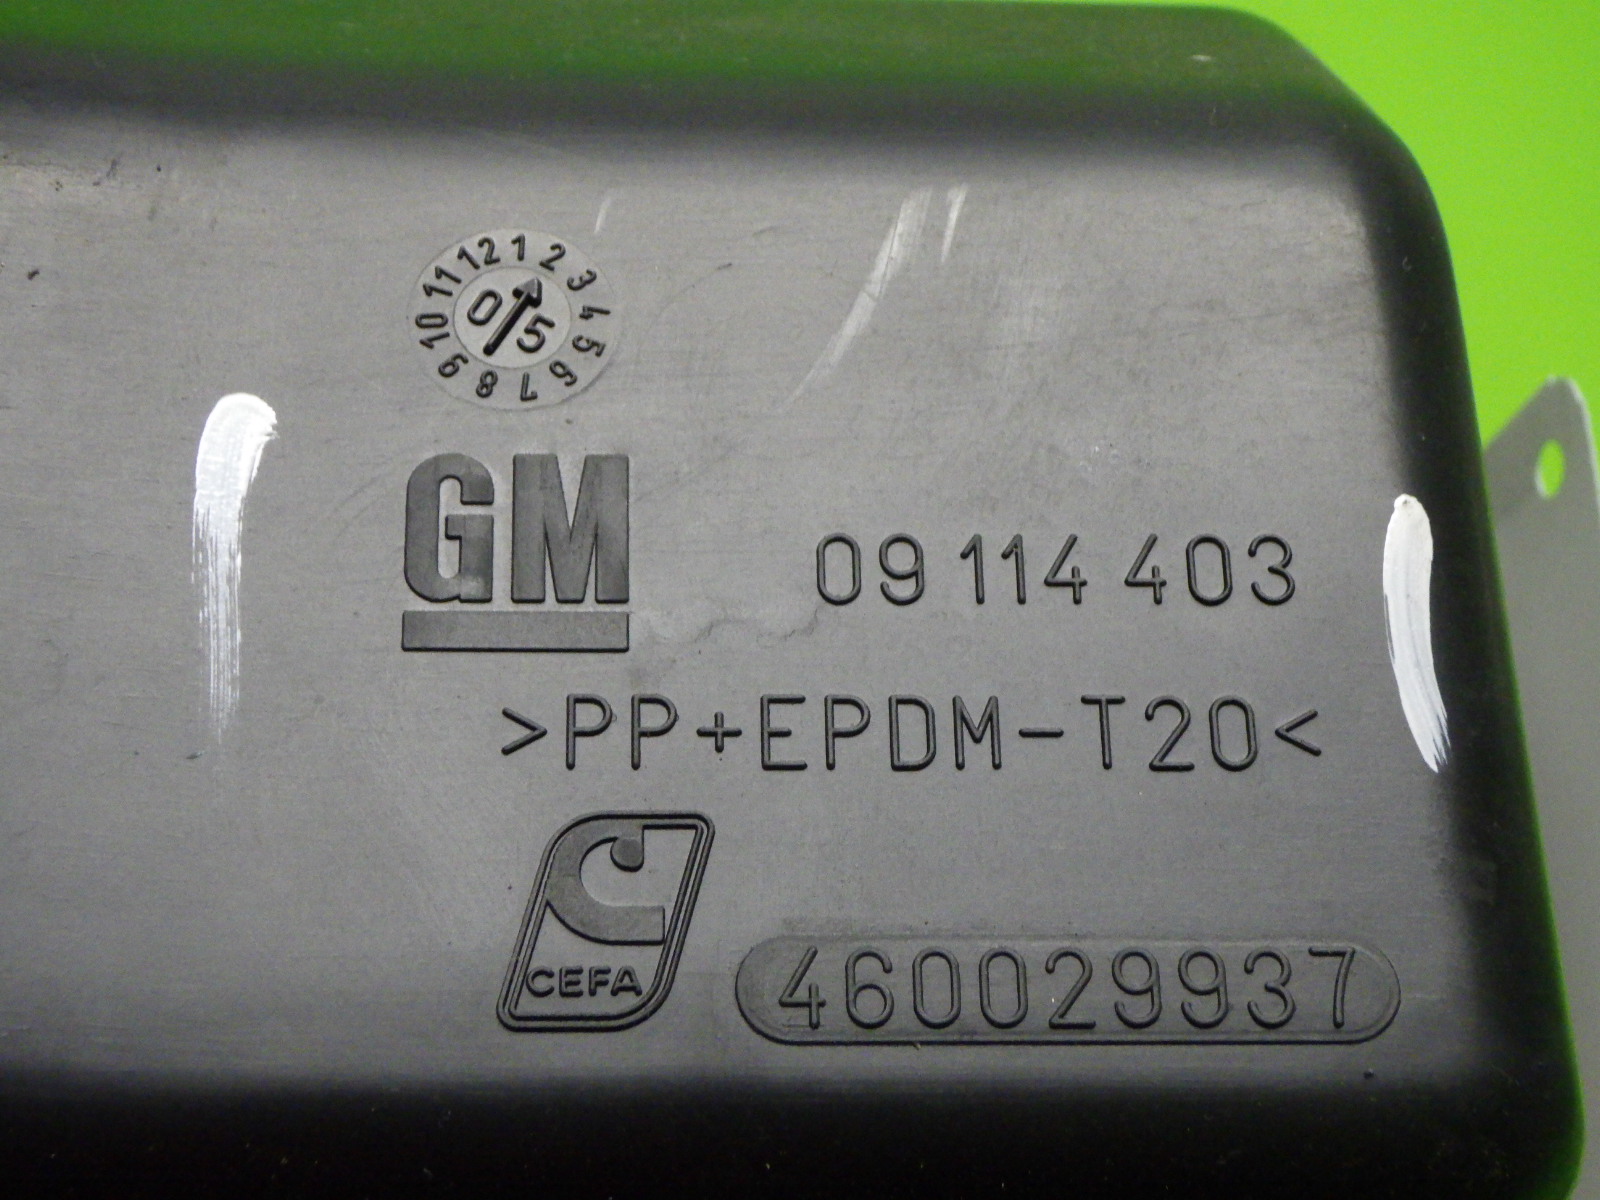 12 1 2 3 4 5 6 7 8 9 10 11
0 5
GM
09 114 403
>PP+EPDM-T20<
CEFA
460029937